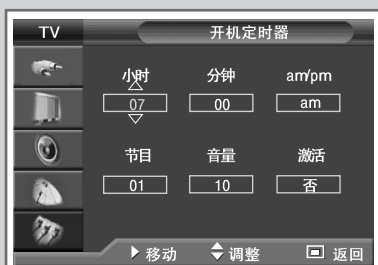 TV 开机定时器
小时 分钟 am/pm
07 00 am
节目 音量 激活
01 10 否
移动 调整 返回